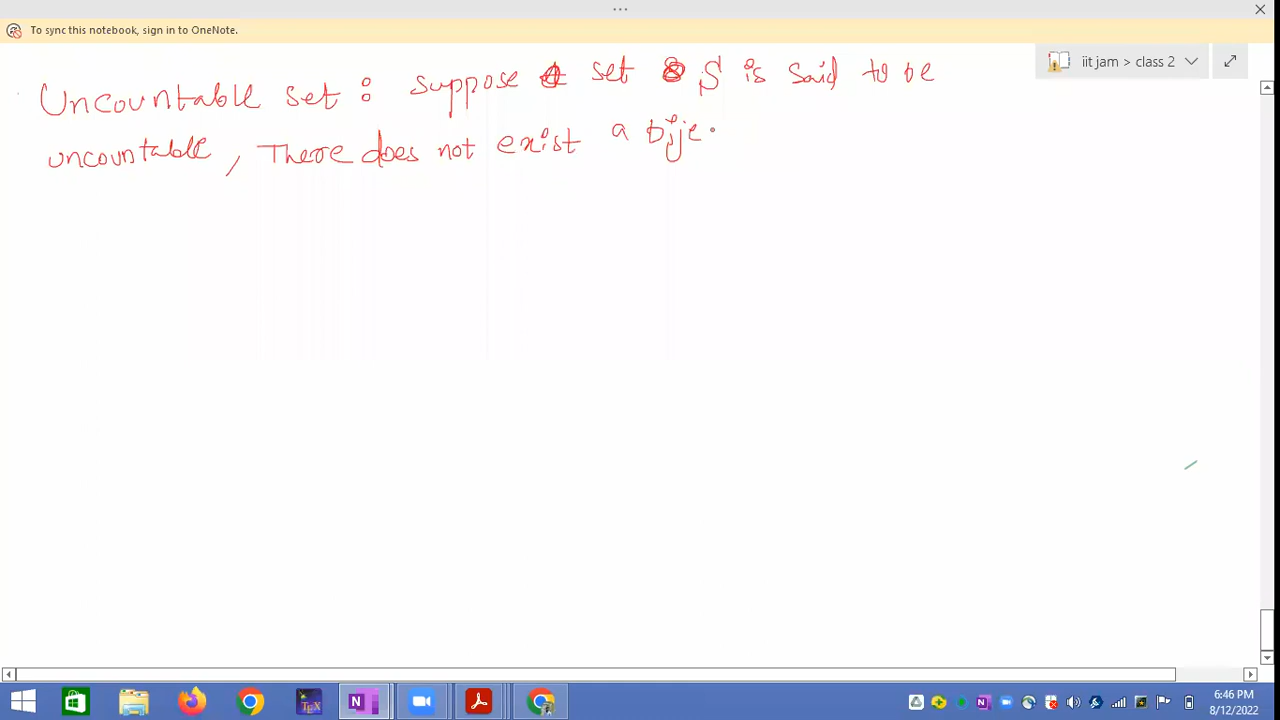 To sync this notebook, sign in to OneNote.
iit jam > class 2
Uncountable set : suppose set S is said to be
uncountable, There does not exist a bije
6:46 PM
8/12/2022